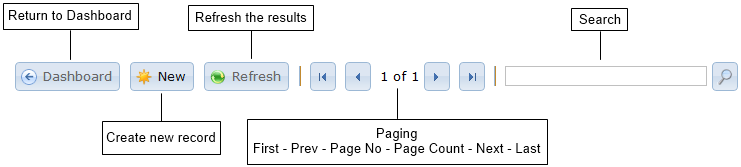 Return to Dashboard
Refresh the results
Search
Dashboard
New
Refresh
1 of 1
Create new record
Paging
First - Prev - Page No - Page Count - Next - Last